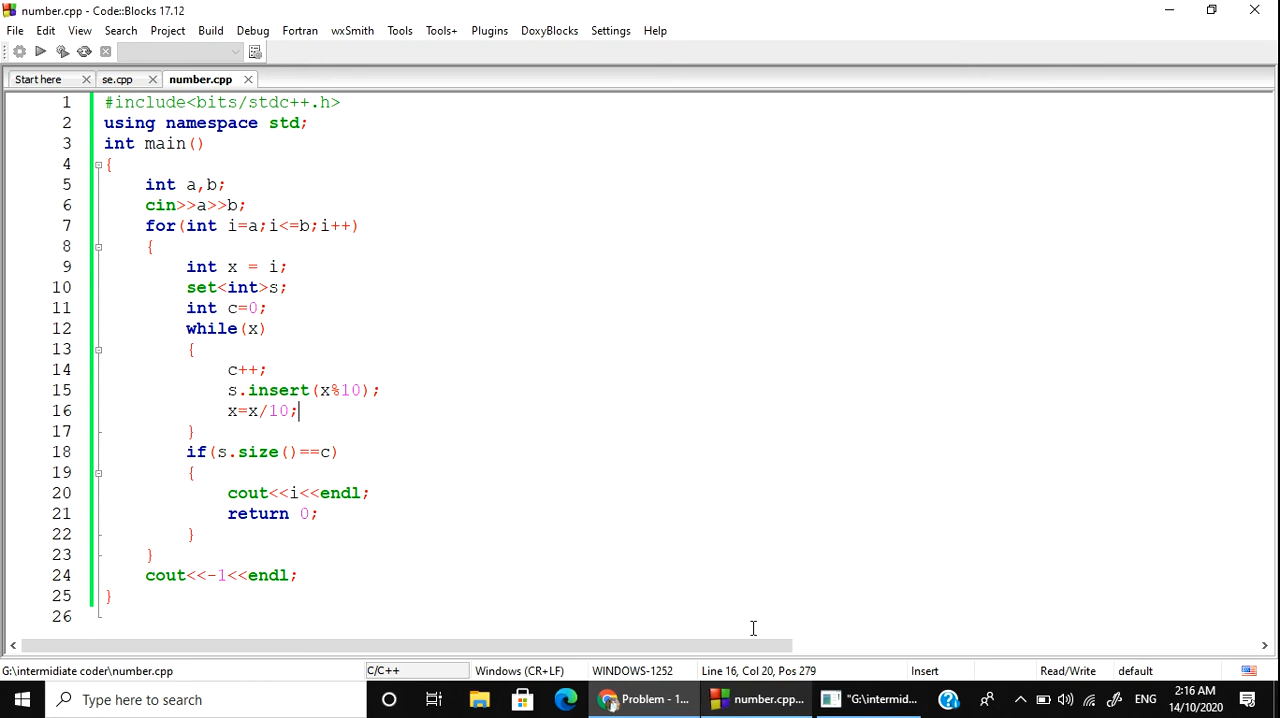 number.cpp - Code::Blocks 17.12
File Edit View Search Project Build Debug Fortran wxSmith Tools Tools+ Plugins DoxyBlocks Settings Help
Start here se.cpp number.cpp
1 #include<bits/stdc++.h>
2 using namespace std;
3 int main()
4 {
5 int a,b;
6 cin>>a>>b;
7 for(int i=a;i<=b;i++)
8 {
9 int x = i;
10 set<int>s;
11 int c=0;
12 while(x)
13 {
14 c++;
15 s.insert(x%10);
16 x=x/10;
17 }
18 if(s.size()==c)
19 {
20 cout<<i<<endl;
21 return 0;
22 }
23 }
24 cout<<-1<<endl;
25 }
26
G:\intermidiate coder\number.cpp C/C++ Windows (CR+LF) WINDOWS-1252 Line 16, Col 20, Pos 279 Insert Read/Write default
Type here to search Problem - 1... number.cpp... "G:\intermid... ENG 2:16 AM
14/10/2020